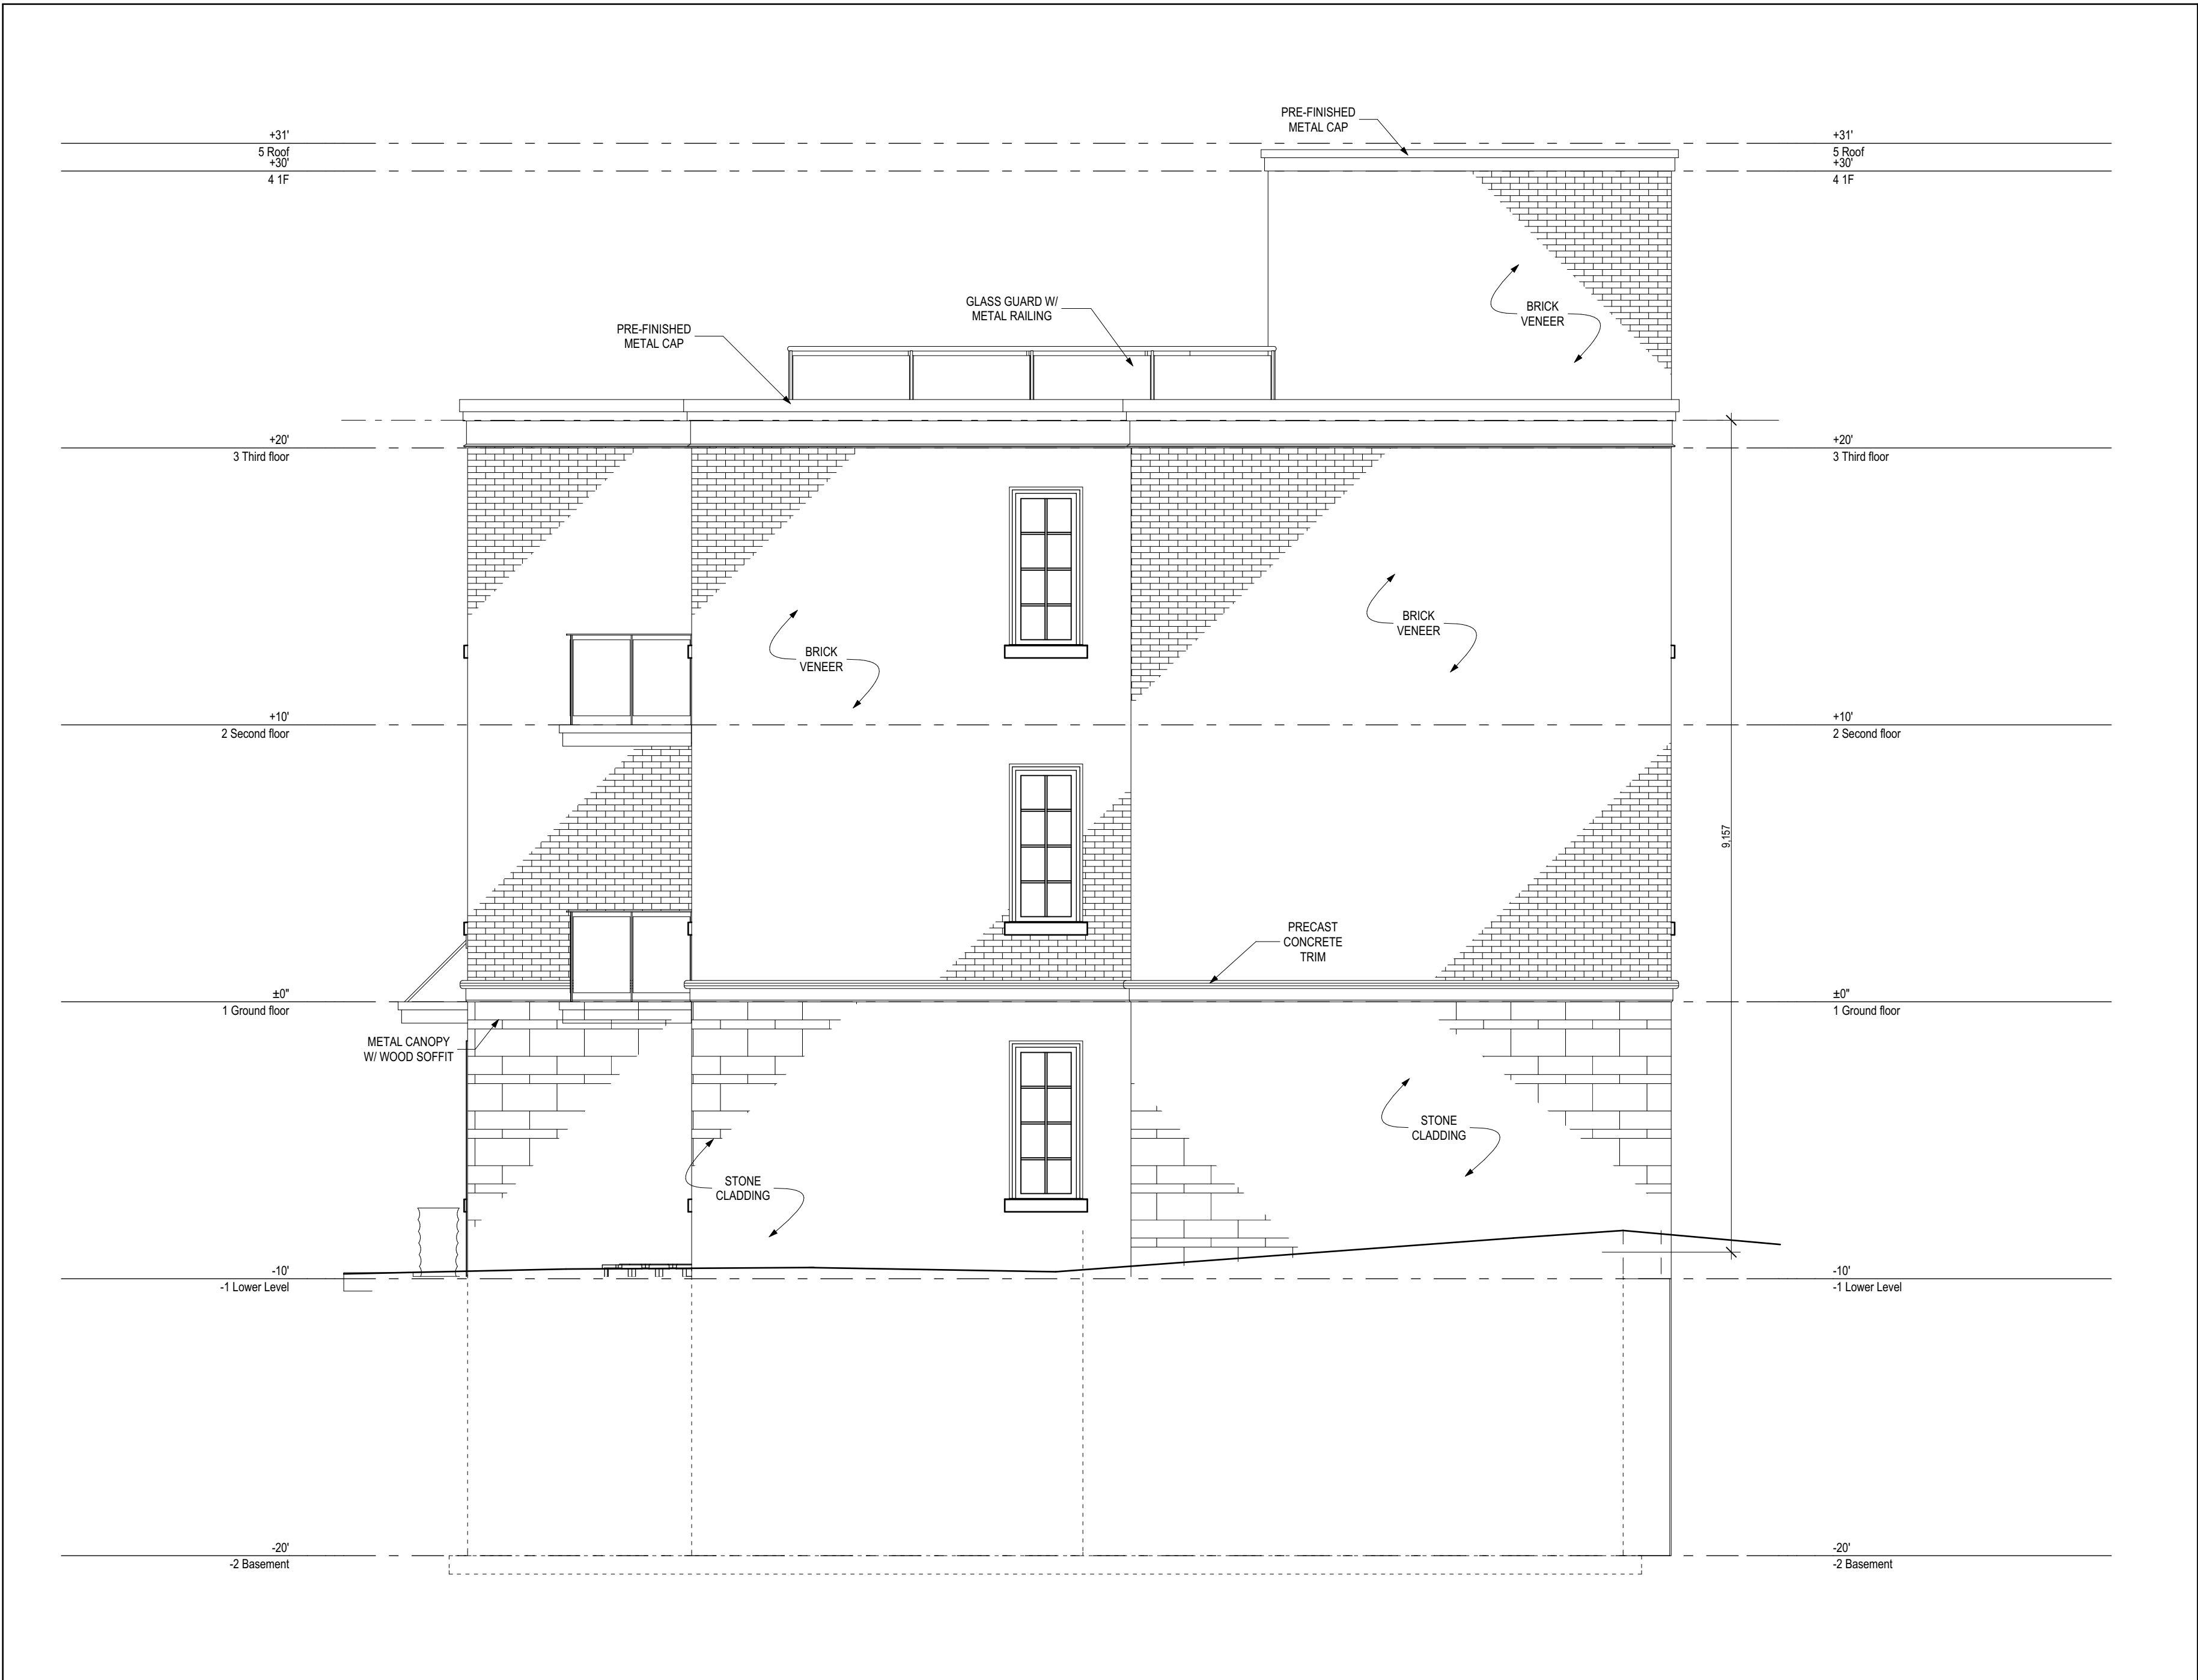 PRE-FINISHED
METAL CAP
+31'
5 Roof
+30'
4 1F
+31'
5 Roof
+30'
4 1F
GLASS GUARD W/
METAL RAILING
BRICK
VENEER
PRE-FINISHED
METAL CAP
+20'
3 Third floor
+20'
3 Third floor
BRICK
VENEER
BRICK
VENEER
+10'
2 Second floor
+10'
2 Second floor
9,157
PRECAST
CONCRETE
TRIM
±0"
1 Ground floor
±0"
1 Ground floor
METAL CANOPY
W/ WOOD SOFFIT
STONE
CLADDING
STONE
CLADDING
-10'
-1 Lower Level
-10'
-1 Lower Level
-20'
-2 Basement
-20'
-2 Basement